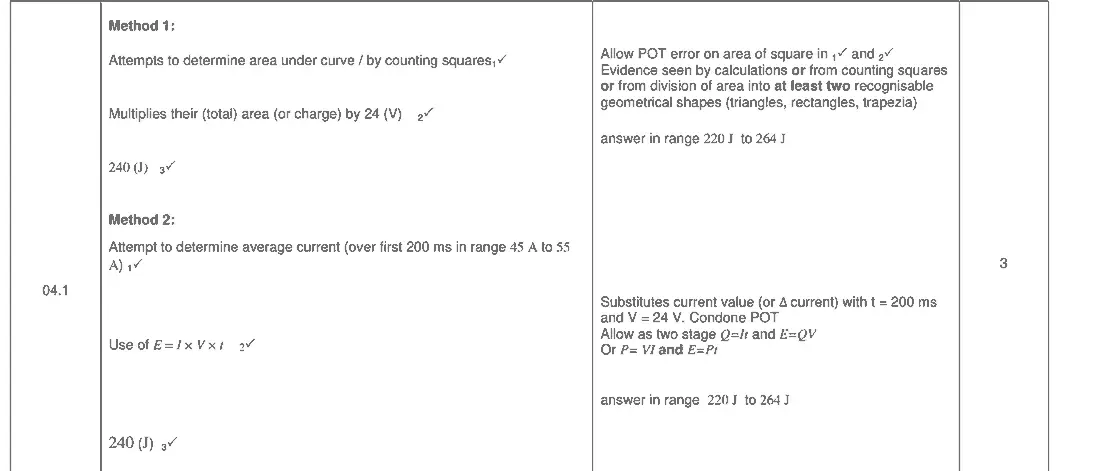 Method 1:
Attempts to determine area under curve / by counting squares₁✓
Multiplies their (total) area (or charge) by 24 (V) ₂✓
240 (J) ₃✓
Allow POT error on area of square in ₁✓ and ₂✓
Evidence seen by calculations or from counting squares
or from division of area into at least two recognisable
geometrical shapes (triangles, rectangles, trapezia)
answer in range 220 J to 264 J
Method 2:
Attempt to determine average current (over first 200 ms in range 45 A to 55
A) ₁✓
Use of E = I × V × t ₂✓
240 (J) ₃✓
Substitutes current value (or Δ current) with t = 200 ms
and V = 24 V. Condone POT
Allow as two stage Q=It and E=QV
Or P= VI and E=Pt
answer in range 220 J to 264 J
04.1
3